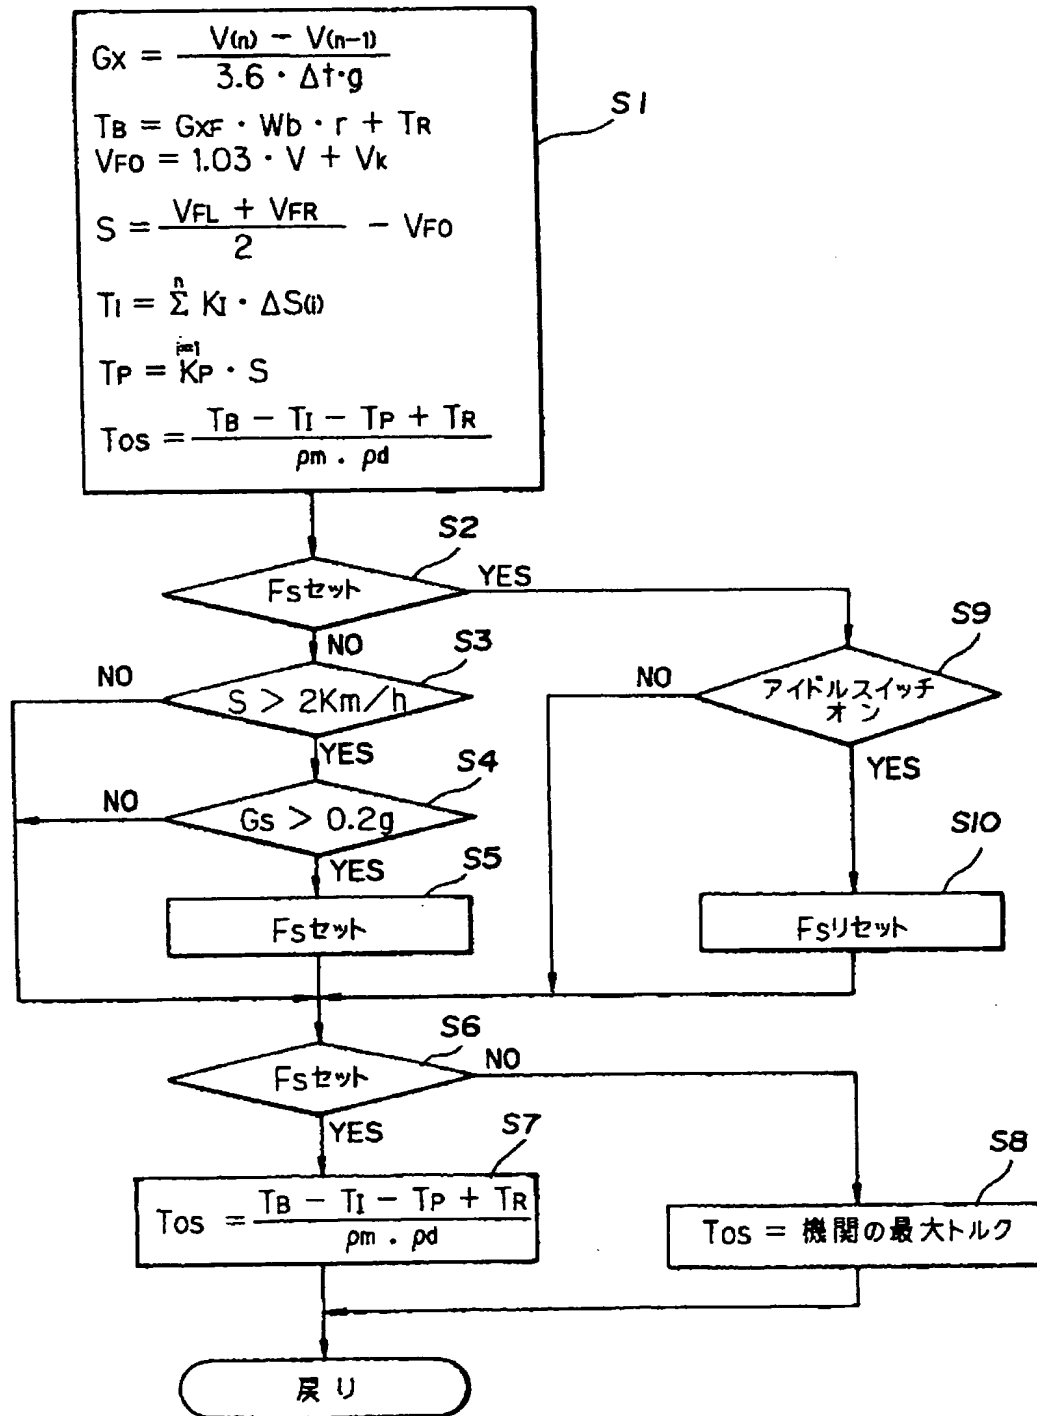 Gx = V(n) − V(n−1) / 3.6 · Δt·g
S1
TB = GXF · Wb · r + TR
VFO = 1.03 · V + Vk
S = VFL + VFR / 2 − VFO
TI = n Σ i=1 KI · ΔS(i)
TP = KP · S
Tos = TB − TI − TP + TR / ρm . ρd
S2
Fsセット
YES
NO
S3
S9
NO
S > 2Km/h
NO
アイドルスイッチ
オン
YES
S4
YES
NO
Gs > 0.2g
S10
YES
S5
Fsセット
Fsリセット
S6
NO
Fsセット
YES
S7
S8
Tos = TB − TI − TP + TR / ρm . ρd
Tos = 機関の最大トルク
戻り